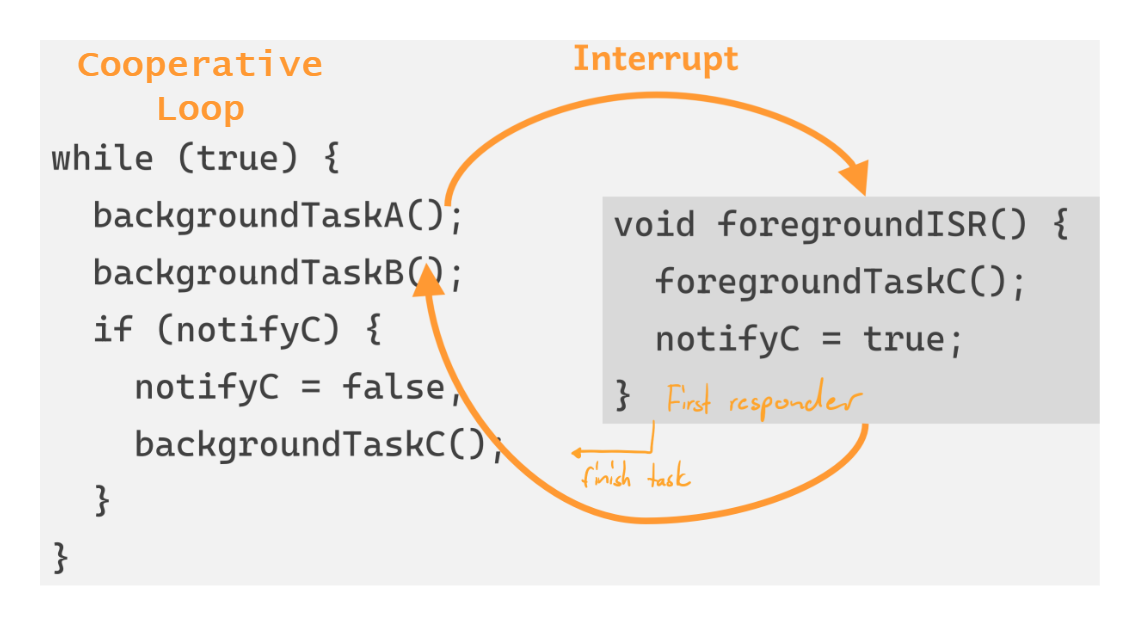 Cooperative
Loop
while (true) {
backgroundTaskA();
backgroundTaskB();
if (notifyC) {
notifyC = false;
backgroundTaskC();
}
}
Interrupt
void foregroundISR() {
foregroundTaskC();
notifyC = true;
}
First responder
finish task